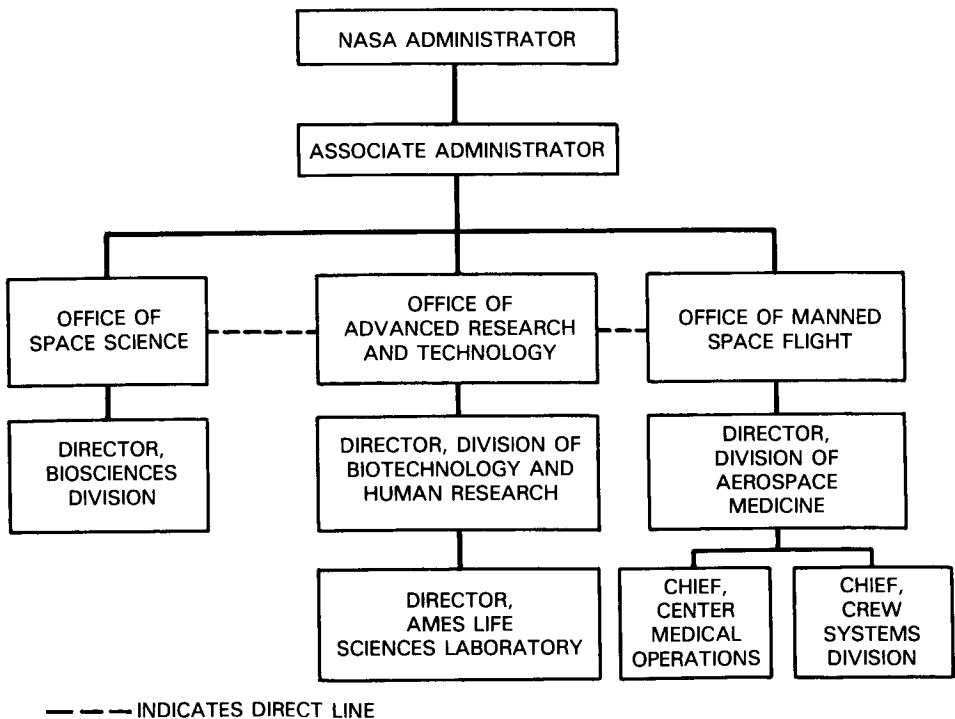 NASA ADMINISTRATOR
ASSOCIATE ADMINISTRATOR
OFFICE OF
SPACE SCIENCE
OFFICE OF
ADVANCED RESEARCH
AND TECHNOLOGY
OFFICE OF MANNED
SPACE FLIGHT
DIRECTOR,
BIOSCIENCES
DIVISION
DIRECTOR, DIVISION OF
BIOTECHNOLOGY AND
HUMAN RESEARCH
DIRECTOR,
DIVISION OF
AEROSPACE
MEDICINE
DIRECTOR,
AMES LIFE
SCIENCES LABORATORY
CHIEF,
CENTER
MEDICAL
OPERATIONS
CHIEF,
CREW
SYSTEMS
DIVISION
INDICATES DIRECT LINE